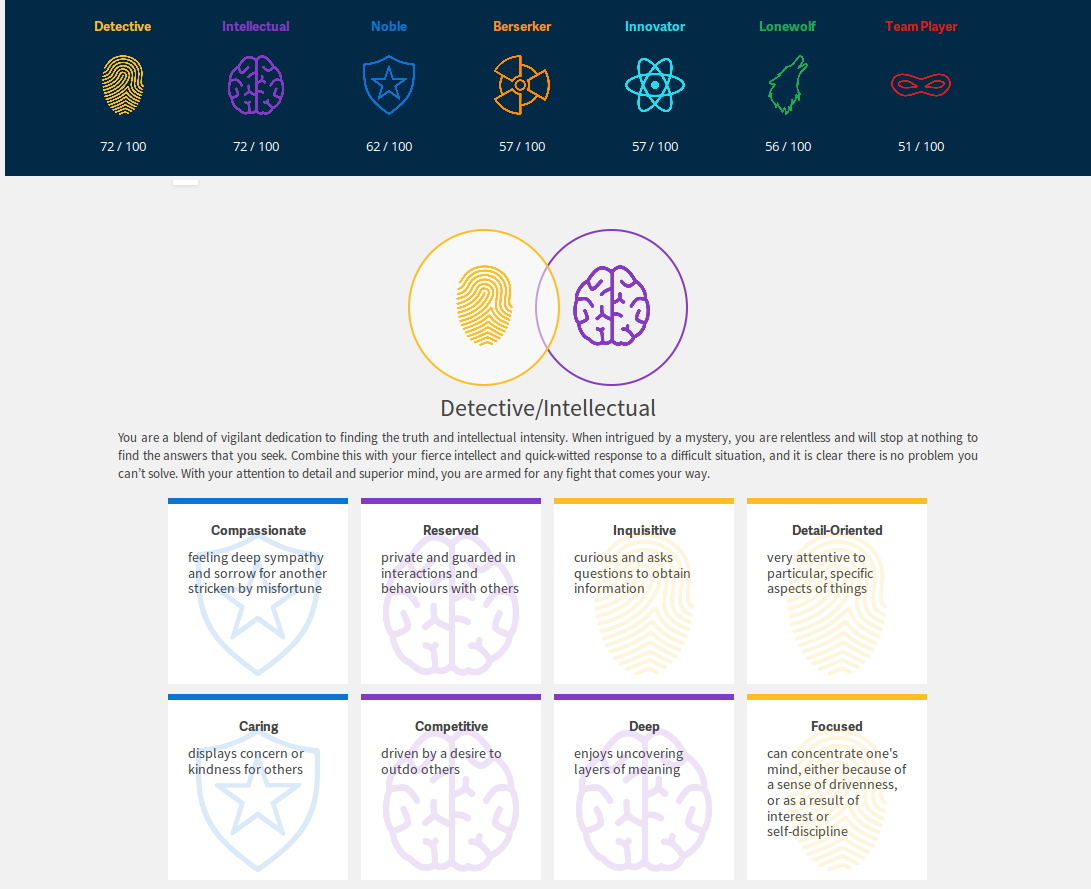 Detective Intellectual Noble Berserker Innovator Lonewolf Team Player
72 / 100 72 / 100 62 / 100 57 / 100 57 / 100 56 / 100 51 / 100
Detective/Intellectual
You are a blend of vigilant dedication to finding the truth and intellectual intensity. When intrigued by a mystery, you are relentless and will stop at nothing to
find the answers that you seek. Combine this with your fierce intellect and quick-witted response to a difficult situation, and it is clear there is no problem you
can’t solve. With your attention to detail and superior mind, you are armed for any fight that comes your way.
Compassionate
feeling deep sympathy
and sorrow for another
stricken by misfortune
Reserved
private and guarded in
interactions and
behaviours with others
Inquisitive
curious and asks
questions to obtain
information
Detail-Oriented
very attentive to
particular, specific
aspects of things
Caring
displays concern or
kindness for others
Competitive
driven by a desire to
outdo others
Deep
enjoys uncovering
layers of meaning
Focused
can concentrate one's
mind, either because of
a sense of drivenness,
or as a result of
interest or
self-discipline